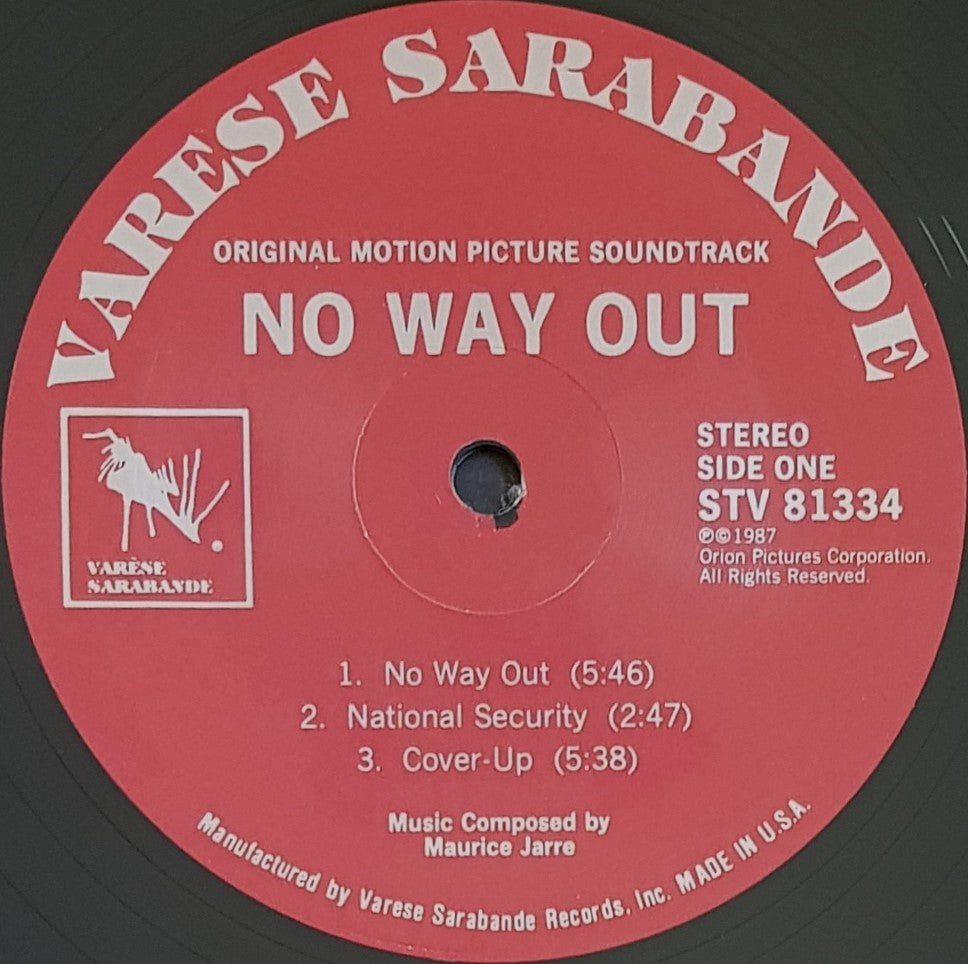 VARESE SARABANDE
ORIGINAL MOTION PICTURE SOUNDTRACK
NO WAY OUT
VARÈSE
SARABANDE
STEREO
SIDE ONE
STV 81334
℗©1987
Orion Pictures Corporation.
All Rights Reserved.
1. No Way Out (5:46)
2. National Security (2:47)
3. Cover-Up (5:38)
Music Composed by
Maurice Jarre
Manufactured by Varese Sarabande Records, Inc. MADE IN U.S.A.